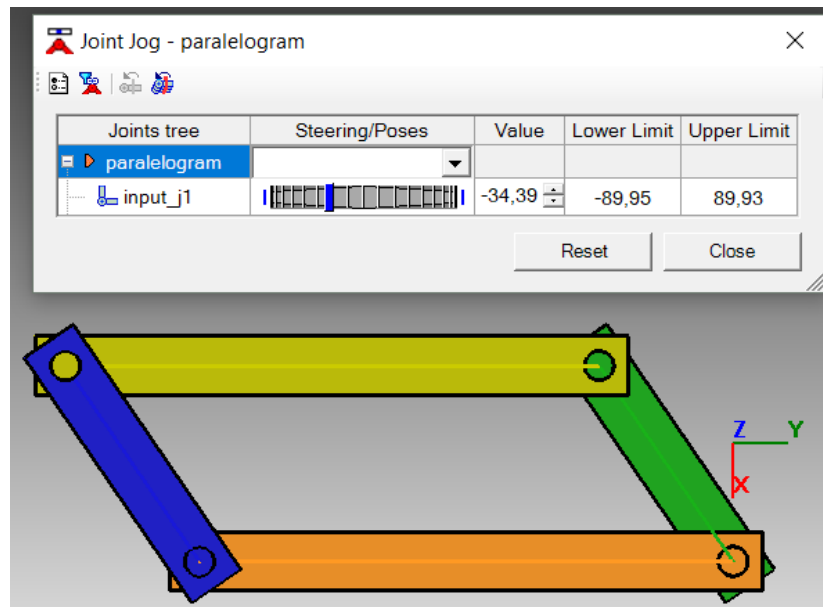 Joint Jog - paralelogram
Joints tree Steering/Poses Value Lower Limit Upper Limit
paralelogram
input_j1 -34,39 -89,95 89,93
Reset Close
Z Y
X